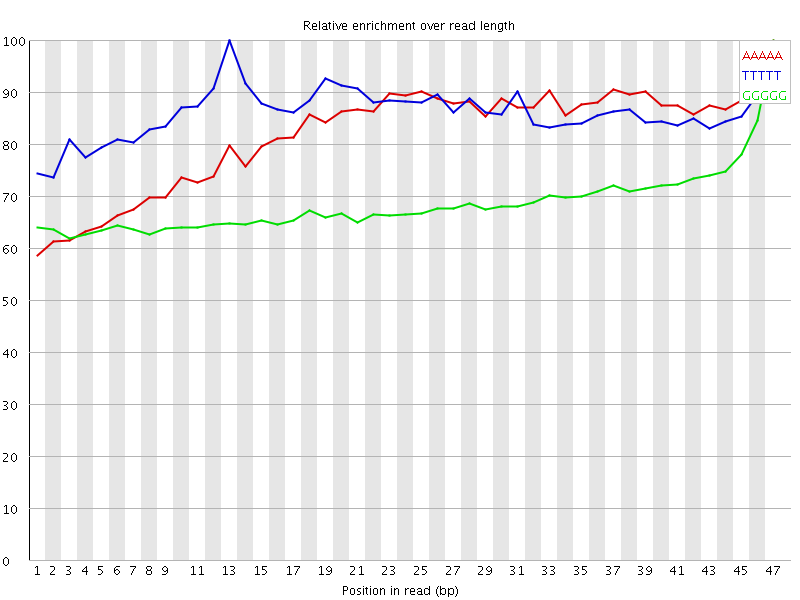 Relative enrichment over read length
100
90
80
70
60
50
40
30
20
10
0
AAAAA
TTTTT
GGGGG
1 2 3 4 5 6 7 8 9 11 13 15 17 19 21 23 25 27 29 31 33 35 37 39 41 43 45 47
Position in read (bp)